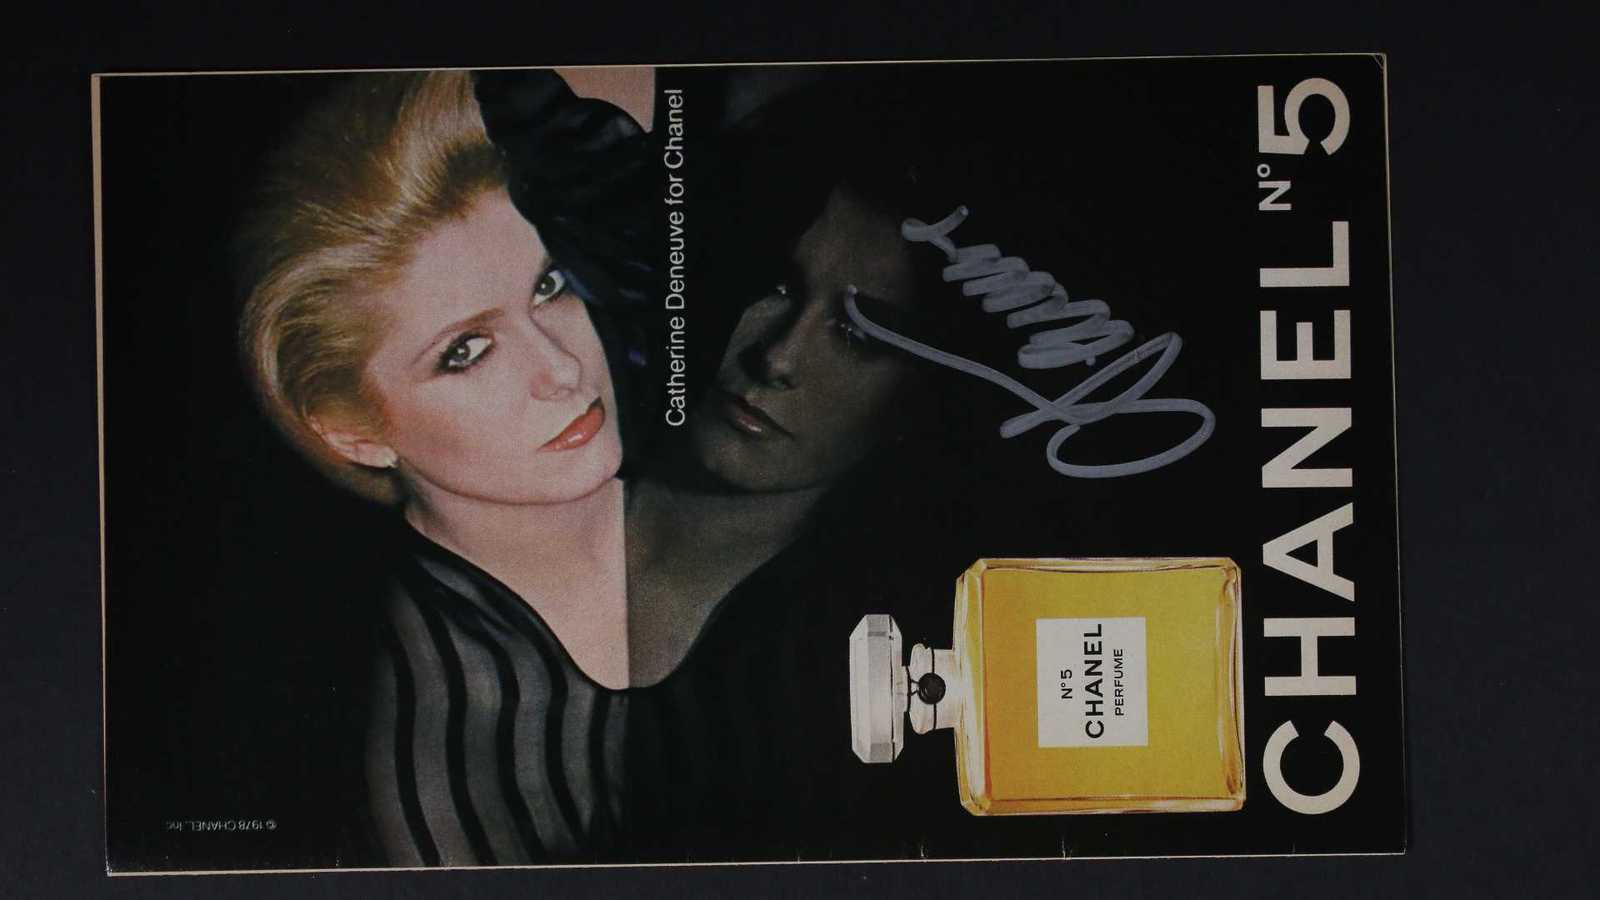 Catherine Deneuve for Chanel
N°5
CHANEL
PERFUME
CHANEL N°5
© 1978 CHANEL, Inc.